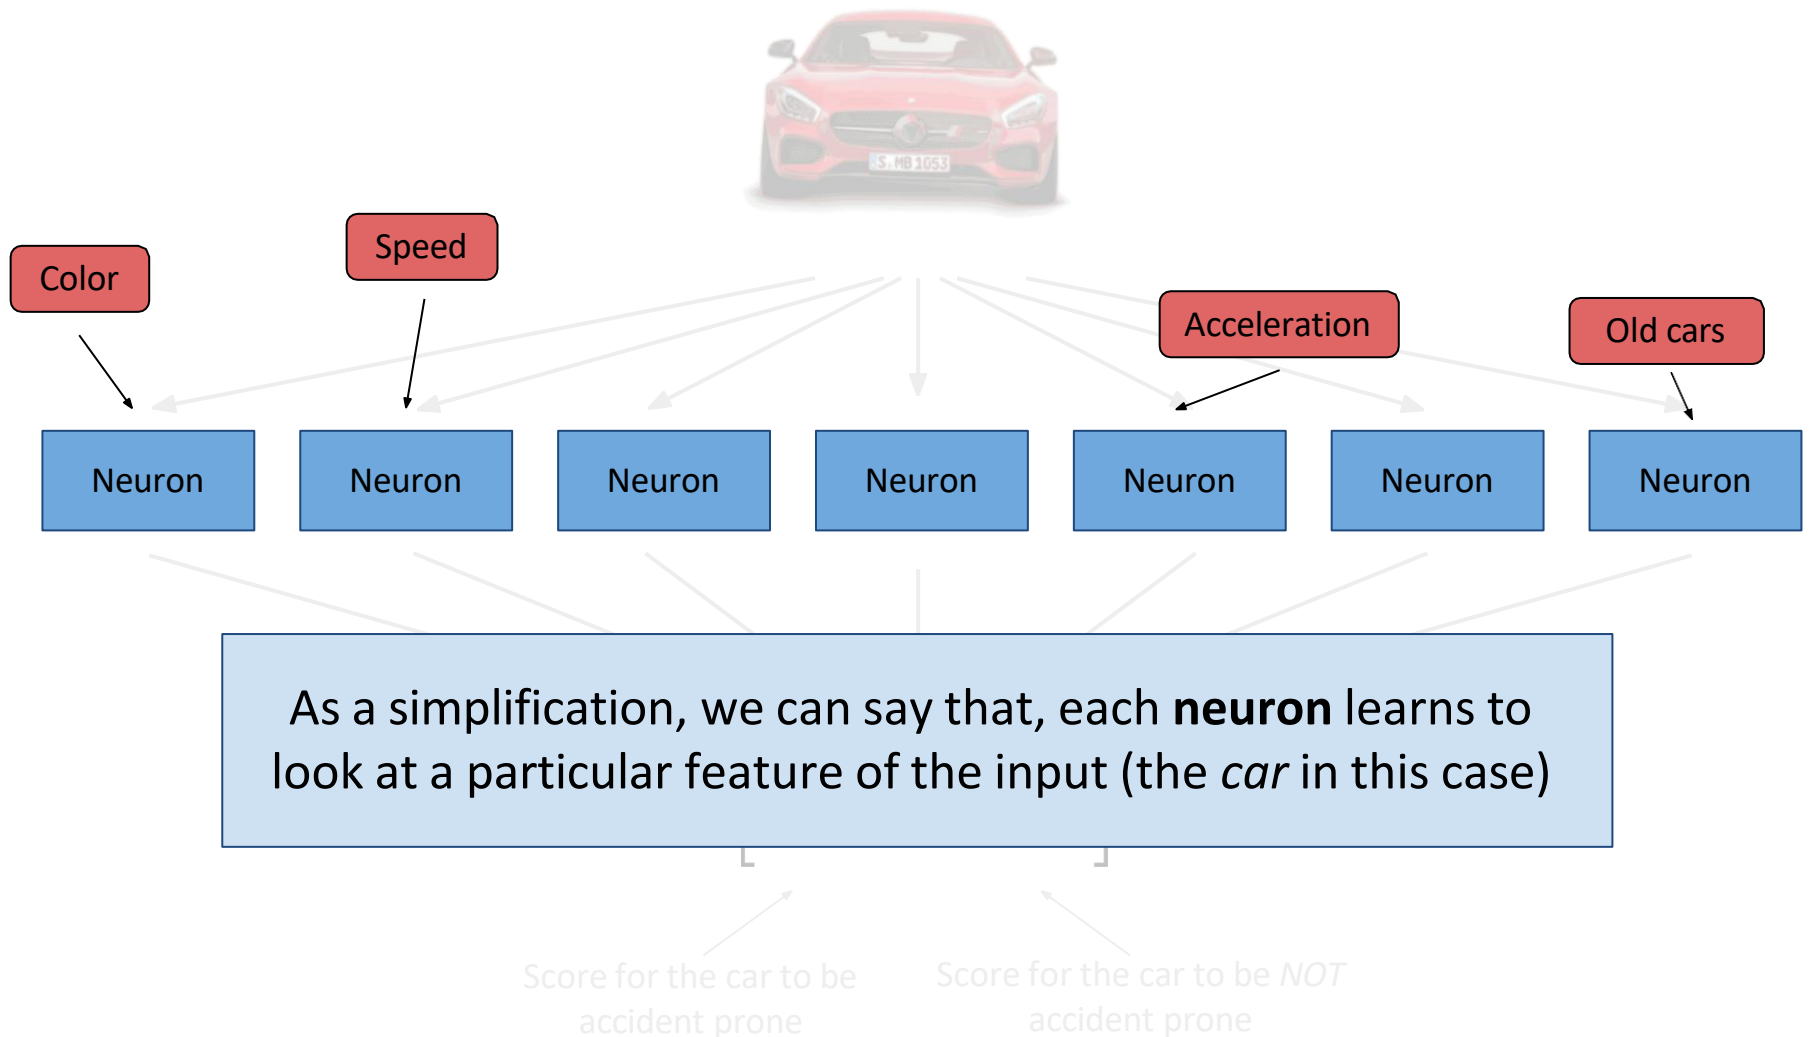 S·MB 1053
Color
Speed
Acceleration
Old cars
Neuron
Neuron
Neuron
Neuron
Neuron
Neuron
Neuron
As a simplification, we can say that, each neuron learns to
look at a particular feature of the input (the car in this case)
Score for the car to be
accident prone
Score for the car to be NOT
accident prone